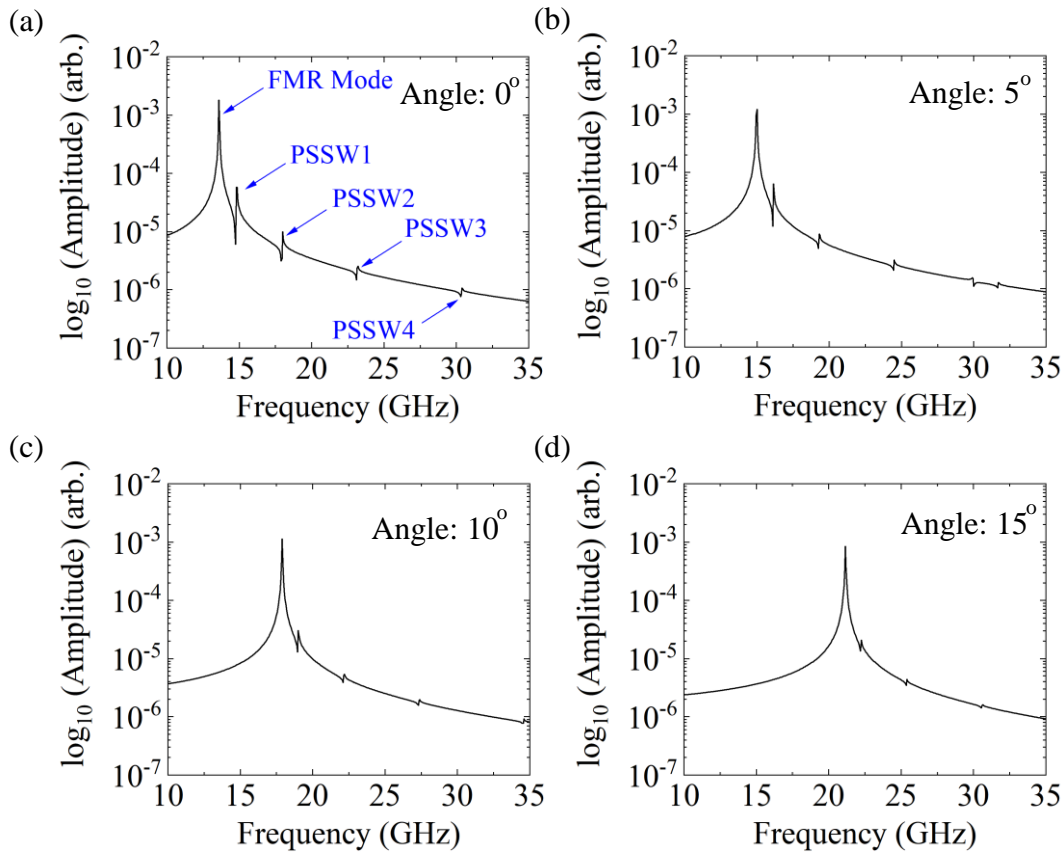 (a)
log₁₀ (Amplitude) (arb.)
10⁻²
10⁻³
10⁻⁴
10⁻⁵
10⁻⁶
10⁻⁷
FMR Mode
Angle: 0°
PSSW1
PSSW2
PSSW3
PSSW4
10 15 20 25 30 35
Frequency (GHz)
(b)
log₁₀ (Amplitude) (arb.)
10⁻²
10⁻³
10⁻⁴
10⁻⁵
10⁻⁶
10⁻⁷
Angle: 5°
10 15 20 25 30 35
Frequency (GHz)
(c)
log₁₀ (Amplitude) (arb.)
10⁻²
10⁻³
10⁻⁴
10⁻⁵
10⁻⁶
10⁻⁷
Angle: 10°
10 15 20 25 30 35
Frequency (GHz)
(d)
log₁₀ (Amplitude) (arb.)
10⁻²
10⁻³
10⁻⁴
10⁻⁵
10⁻⁶
10⁻⁷
Angle: 15°
10 15 20 25 30 35
Frequency (GHz)